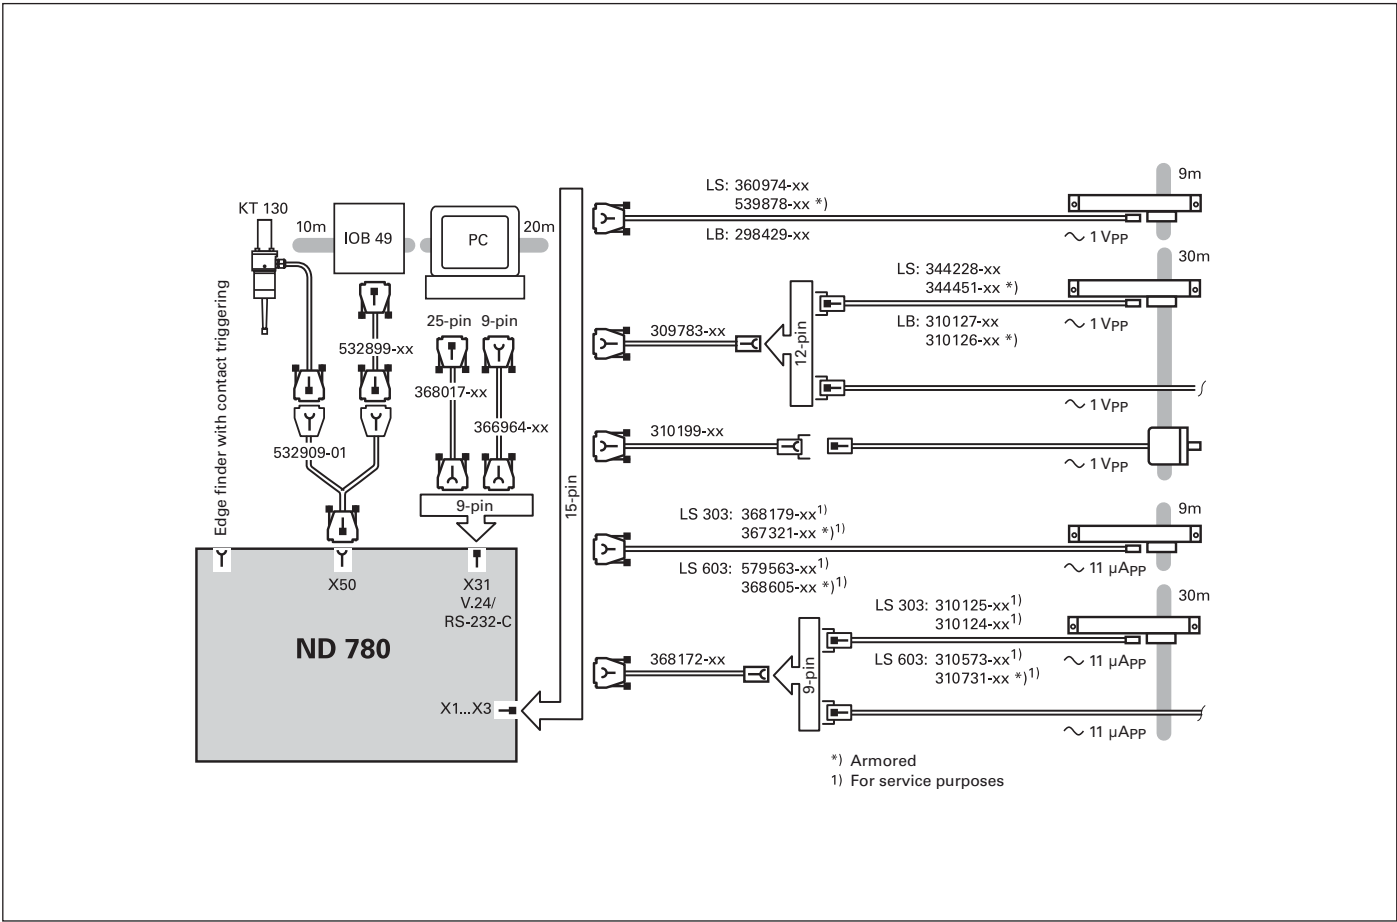 KT 130
10m
IOB 49
PC
20m
Edge finder with contact triggering
532899-xx
25-pin 9-pin
368017-xx
366964-xx
532909-01
9-pin
15-pin
X50
X31
V.24/
RS-232-C
ND 780
X1...X3
LS: 360974-xx
539878-xx *)
LB: 298429-xx
9m
~ 1 VPP
30m
309783-xx
12-pin
LS: 344228-xx
344451-xx *)
LB: 310127-xx
310126-xx *)
~ 1 VPP
~ 1 VPP
310199-xx
~ 1 VPP
LS 303: 368179-xx1)
367321-xx *)1)
LS 603: 579563-xx1)
368605-xx *)1)
9m
~ 11 µAPP
30m
368172-xx
9-pin
LS 303: 310125-xx1)
310124-xx1)
LS 603: 310573-xx1)
310731-xx *)1)
~ 11 µAPP
~ 11 µAPP
*) Armored
1) For service purposes